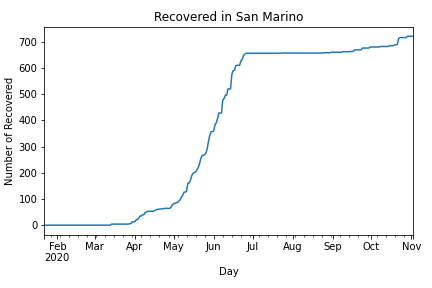 Recovered in San Marino
Number of Recovered
700
600
500
400
300
200
100
0
Feb Mar Apr May Jun Jul Aug Sep Oct Nov
2020
Day